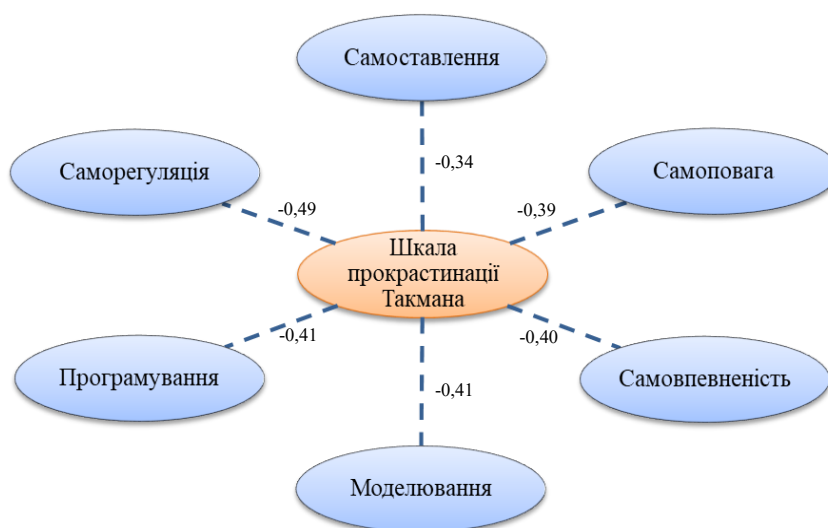 Самоставлення
Саморегуляція
Самоповага
-0,34
-0,49
-0,39
Шкала
прокрастинації
Такмана
-0,41
-0,40
Програмування
Самовпевненість
-0,41
Моделювання